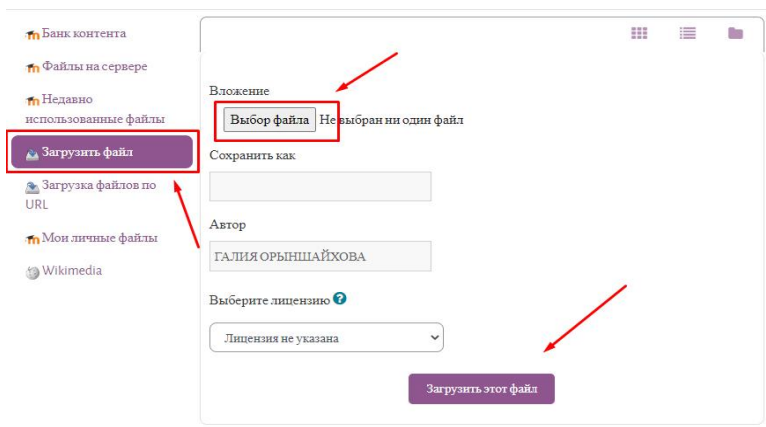 Банк контента
Файлы на сервере
Недавно
использованные файлы
Загрузить файл
Загрузка файлов по
URL
Мои личные файлы
Wikimedia
Вложение
Выбор файла Не выбран ни один файл
Сохранить как
Автор
ГАЛИЯ ОРЫНШАЙХОВА
Выберите лицензию ?
Лицензия не указана
Загрузить этот файл